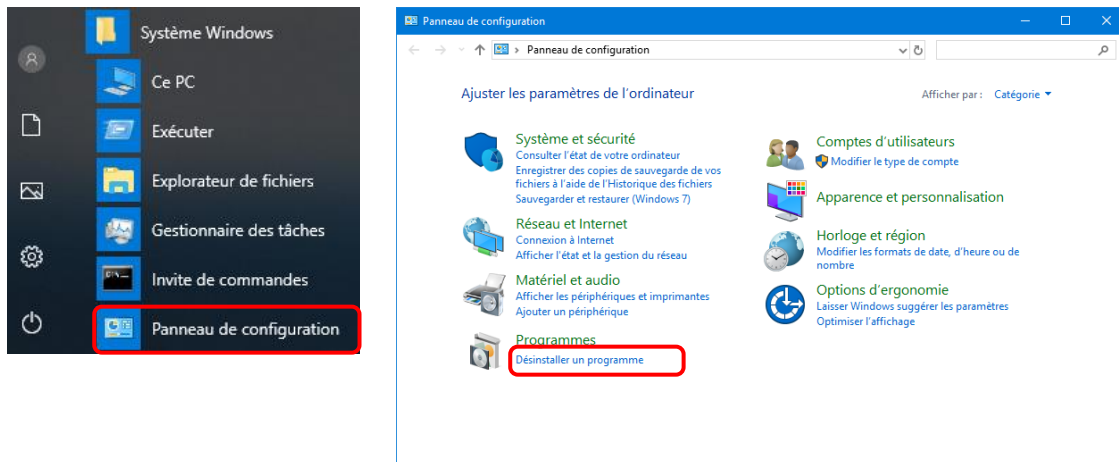 Système Windows
Ce PC
Exécuter
Explorateur de fichiers
Gestionnaire des tâches
Invite de commandes
Panneau de configuration
Panneau de configuration
Panneau de configuration
Ajuster les paramètres de l'ordinateur
Afficher par : Catégorie
Système et sécurité
Consulter l'état de votre ordinateur
Enregistrer des copies de sauvegarde de vos
fichiers à l'aide de l'Historique des fichiers
Sauvegarder et restaurer (Windows 7)
Réseau et Internet
Connexion à Internet
Afficher l'état et la gestion du réseau
Matériel et audio
Afficher les périphériques et imprimantes
Ajouter un périphérique
Programmes
Désinstaller un programme
Comptes d'utilisateurs
Modifier le type de compte
Apparence et personnalisation
Horloge et région
Modifier les formats de date, d'heure ou de
nombre
Options d'ergonomie
Laisser Windows suggérer les paramètres
Optimiser l'affichage